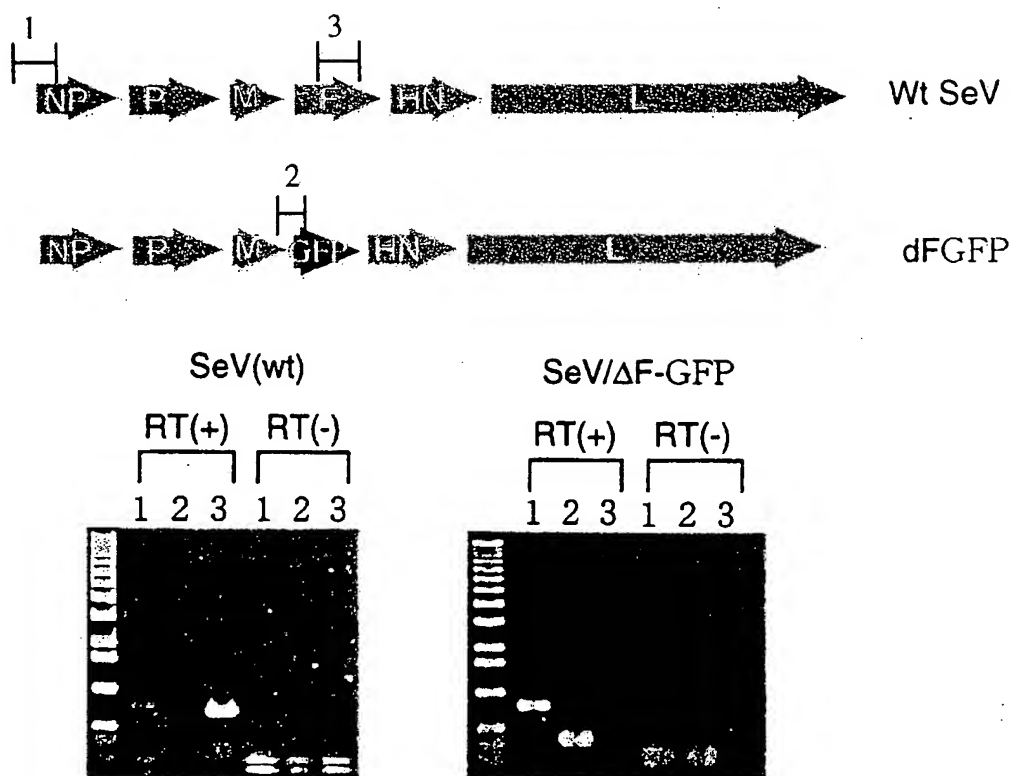 1 3
NP P M F HN L Wt SeV
2
NP P M GFP HN L dFGFP
SeV(wt) SeV/ΔF-GFP
RT(+) RT(-) RT(+) RT(-)
1 2 3 1 2 3 1 2 3 1 2 3